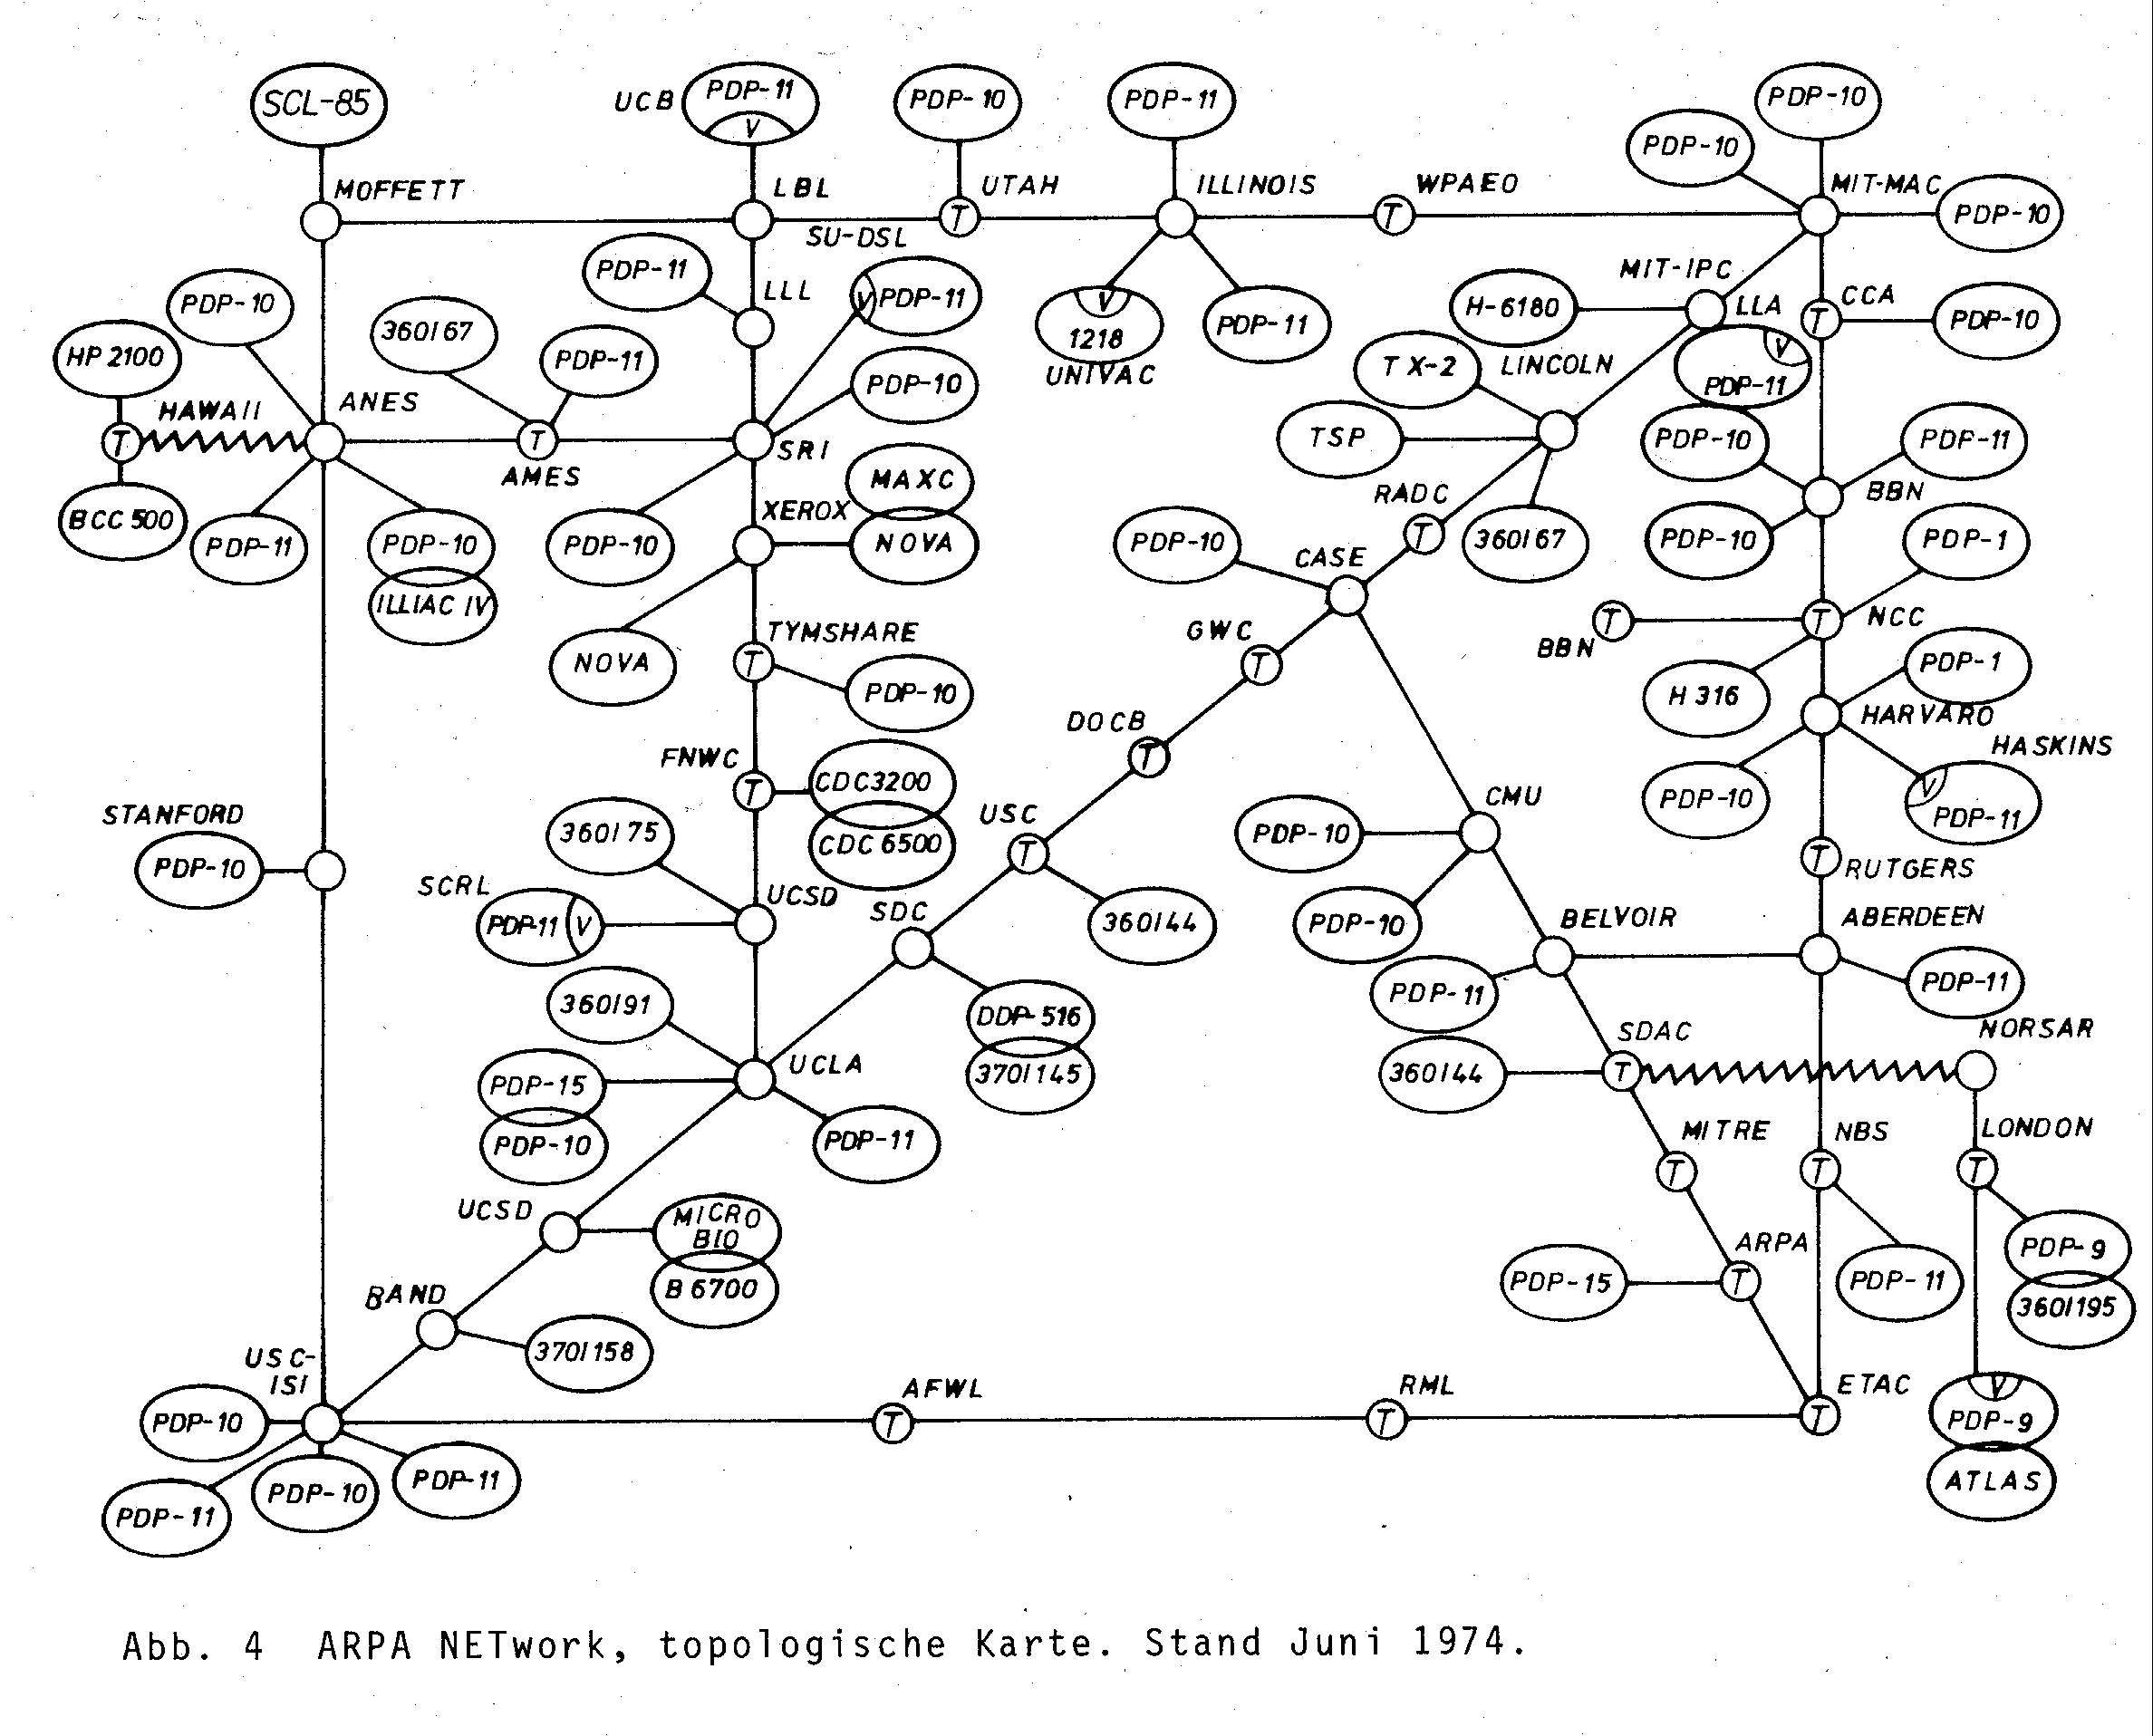 SCL-85
UCB
PDP-11
V
PDP-10
PDP-11
PDP-10
PDP-10
MOFFETT
LBL
UTAH
ILLINOIS
WPAEO
MIT-MAC
PDP-10
T
T
SU-DSL
PDP-11
LLL
V PDP-11
V
1218
UNIVAC
PDP-11
MIT-IPC
H-6180
LLA
V
PDP-11
CCA
T
PDP-10
PDP-10
360/67
PDP-11
HP 2100
HAWAII
T
BCC 500
ANES
T
AMES
PDP-11
PDP-10
ILLIAC IV
PDP-10
SRI
PDP-10
TX-2
LINCOLN
TSP
360/67
RADC
T
PDP-10
PDP-11
BBN
PDP-10
XEROX
MAXC
NOVA
NOVA
PDP-10
CASE
PDP-1
BBN
T
T
NCC
H 316
TYMSHARE
T
PDP-10
GWC
T
PDP-1
HARVARO
HASKINS
PDP-10
V
PDP-11
FNWC
T
CDC3200
CDC 6500
DOCB
T
STANFORD
PDP-10
360/75
SCRL
PDP-11 V
UCSD
USC
T
360/44
SDC
DDP-516
370/145
PDP-10
CMU
PDP-10
T
RUTGERS
BELVOIR
PDP-11
ABERDEEN
PDP-11
360/91
PDP-15
PDP-10
UCLA
PDP-11
SDAC
360/44
T
NORSAR
MITRE
T
NBS
T
LONDON
T
UCSD
MICRO
BIO
B 6700
ARPA
PDP-15
T
PDP-11
PDP-9
360/195
BAND
370/158
USC-
ISI
PDP-10
PDP-11
PDP-10
PDP-11
AFWL
T
RML
T
ETAC
T
V
PDP-9
ATLAS
Abb. 4 ARPA NETwork, topologische Karte. Stand Juni 1974.